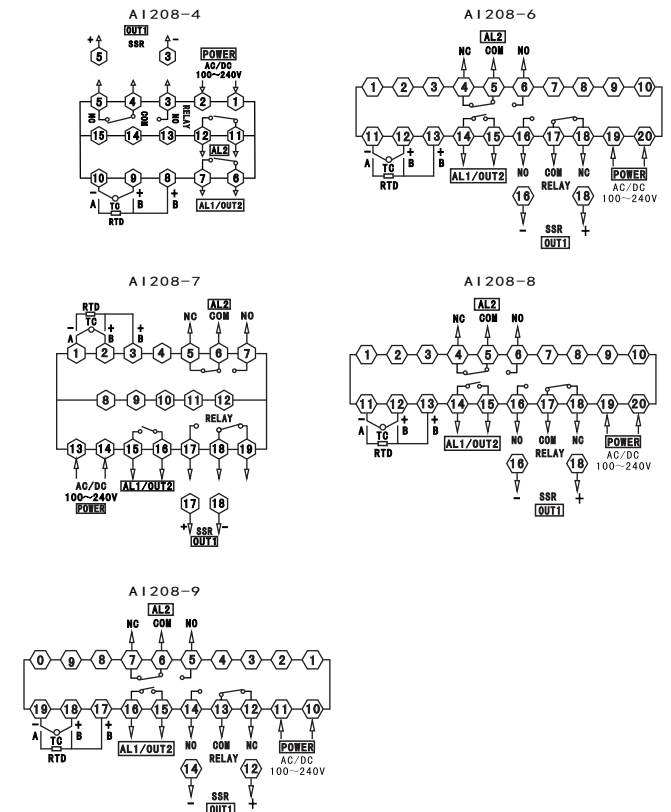 AI208-4
OUT1
SSR
+ -
5 3
POWER
AC/DC
100~240V
5 4 3 2 1
NC COM NO RELAY
15 14 13 12 11
AL2
10 9 8 7 6
- + +
A TC B B
RTD
AL1/OUT2
AI208-6
AL2
NC COM NO
1 2 3 4 5 6 7 8 9 10
11 12 13 14 15 16 17 18 19 20
- + +
A TC B B
RTD
AL1/OUT2
NO COM NC
RELAY
POWER
AC/DC
100~240V
16 18
- SSR +
OUT1
AI208-7
RTD
TC
- + +
A B B
AL2
NC COM NO
1 2 3 4 5 6 7
8 9 10 11 12
RELAY
13 14 15 16 17 18 19
AC/DC
100~240V
POWER
AL1/OUT2
17 18
+ SSR -
OUT1
AI208-8
AL2
NC COM NO
1 2 3 4 5 6 7 8 9 10
11 12 13 14 15 16 17 18 19 20
- + +
A TC B B
RTD
AL1/OUT2
NO COM NC
RELAY
POWER
AC/DC
100~240V
16 18
- SSR +
OUT1
AI208-9
AL2
NC COM NO
0 9 8 7 6 5 4 3 2 1
19 18 17 16 15 14 13 12 11 10
- + +
A TC B B
RTD
AL1/OUT2
NO COM NC
RELAY
POWER
AC/DC
100~240V
14 12
- SSR +
OUT1